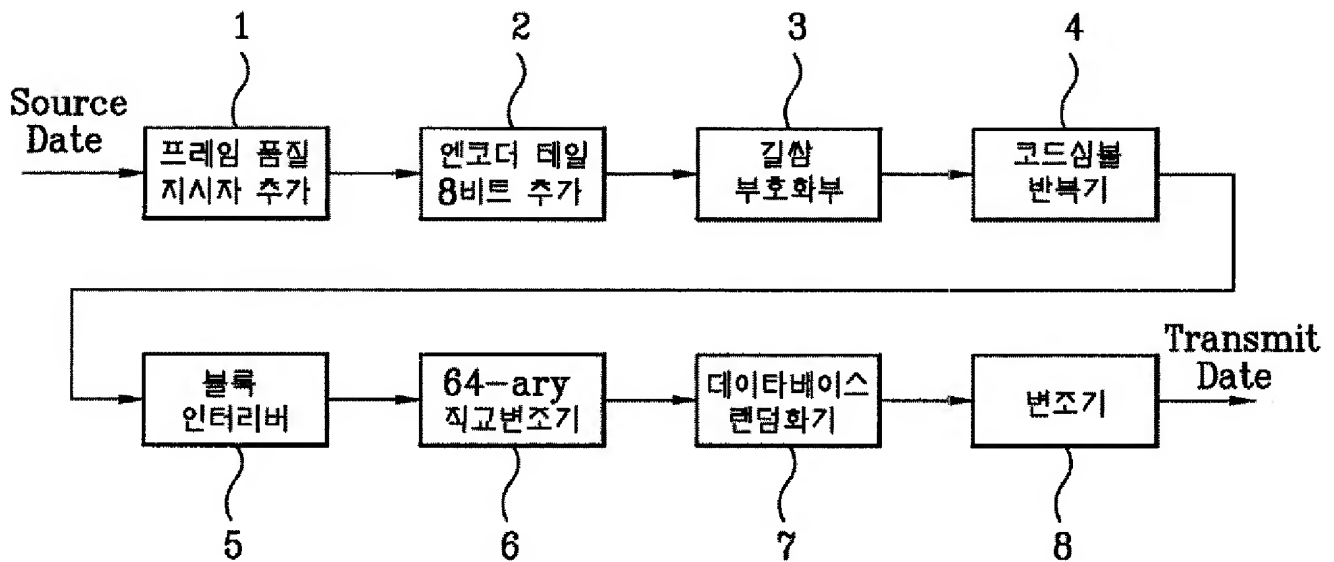 1
2
3
4
Source
Date
프레임 품질
지시자 추가
엔코더 테일
8비트 추가
길쌈
부호화부
코드심볼
반복기
블록
인터리버
64-ary
직교변조기
데이타베이스
랜덤화기
변조기
Transmit
Date
5
6
7
8